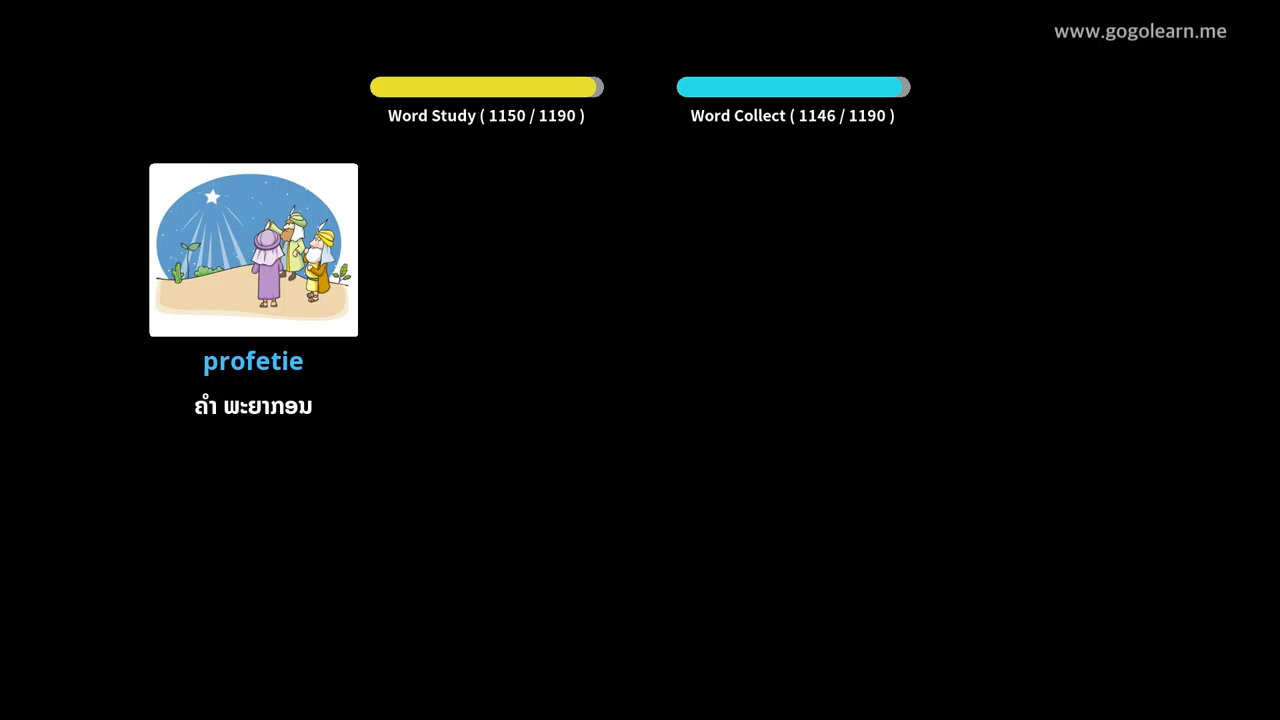 www.gogolearn.me
Word Study ( 1150 / 1190 )
Word Collect ( 1146 / 1190 )
profetie
ຄຳ ພະຍາກອນ